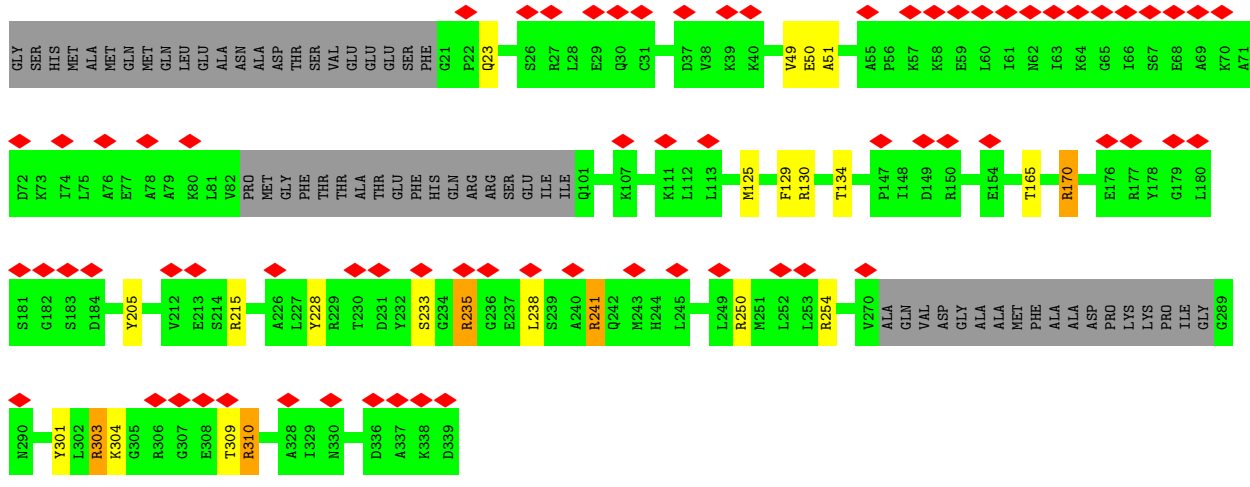 GLY SER HIS MET ALA MET GLN MET GLN LEU GLU ALA ASN ALA ASP THR SER VAL GLU GLU GLU SER PHE G21 P22 Q23 S26 R27 L28 E29 Q30 C31 D37 V38 K39 K40 V49 E50 A51 A55 P56 K57 K58 E59 L60 I61 N62 I63 K64 G65 I66 S67 E68 A69 K70 A71
D72 K73 I74 L75 A76 E77 A78 A79 K80 L81 V82 PRO MET GLY PHE THR THR ALA THR GLU PHE HIS GLN ARG ARG SER GLU ILE ILE Q101 K107 K111 L112 L113 M125 F129 R130 T134 P147 I148 D149 R150 E154 T165 R170 E176 R177 Y178 G179 L180
S181 G182 S183 D184 Y205 V212 E213 S214 R215 A226 L227 Y228 R229 T230 D231 Y232 S233 G234 R235 G236 E237 L238 S239 A240 R241 Q242 M243 H244 L245 L249 R250 M251 L252 L253 R254 V270 ALA GLN VAL ASP GLY ALA ALA MET PHE ALA ALA ASP PRO LYS LYS PRO ILE GLY G289
N290 Y301 L302 R303 K304 G305 R306 G307 E308 T309 R310 A328 I329 N330 D336 A337 K338 D339